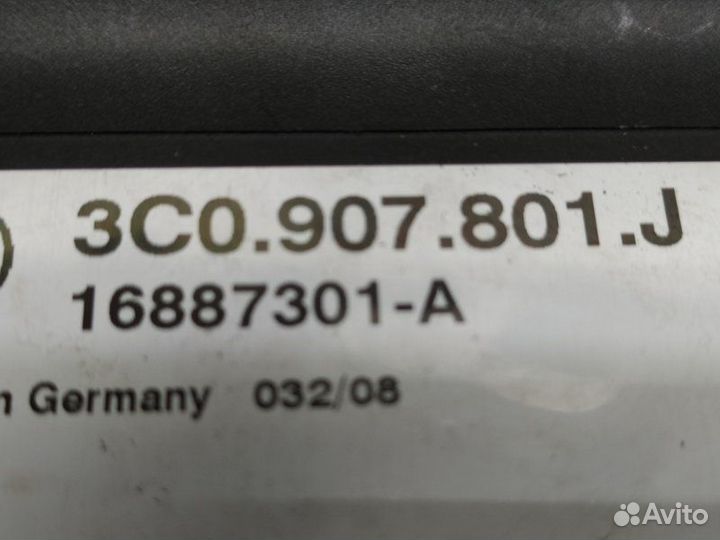 3C0.907.801.J
16887301-A
Germany 032/08
Avito